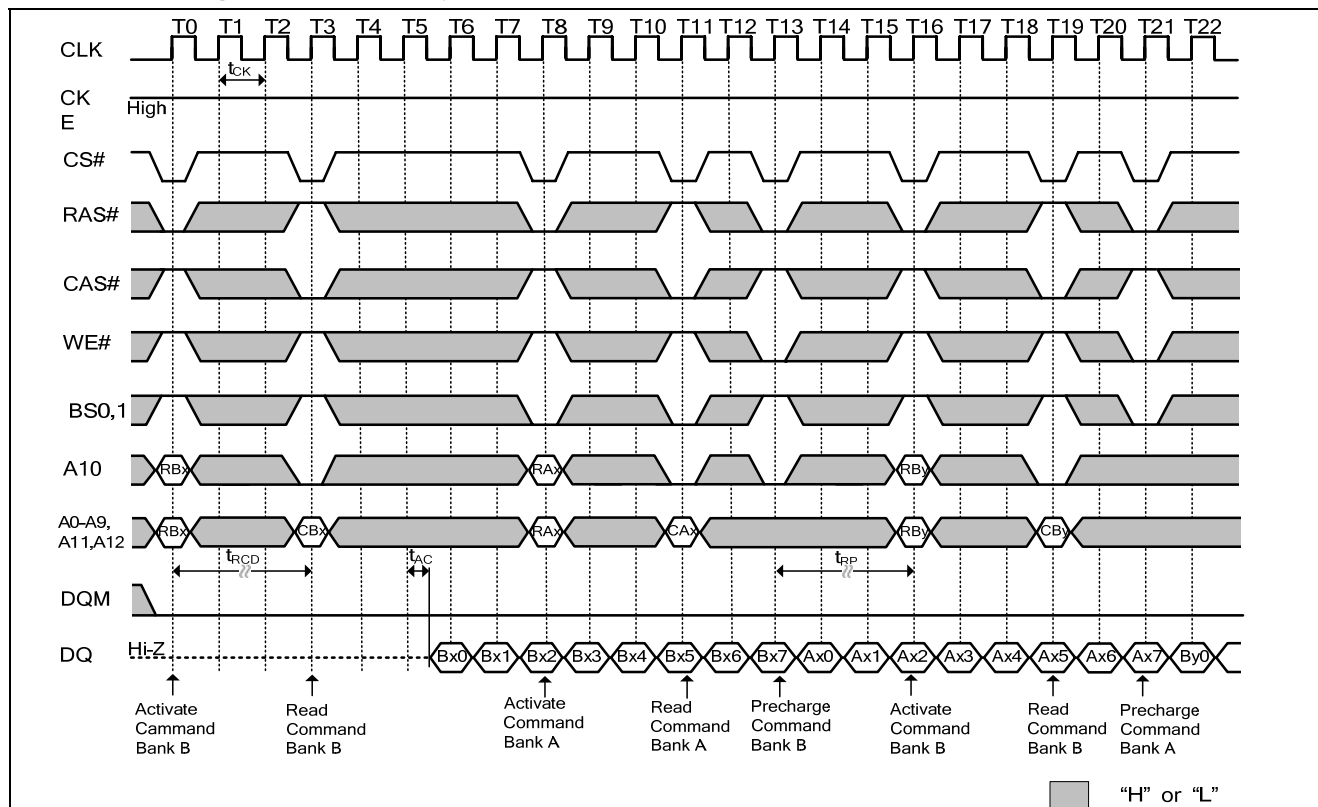 T0 T1 T2 T3 T4 T5 T6 T7 T8 T9 T10 T11 T12 T13 T14 T15 T16 T17 T18 T19 T20 T21 T22
CLK
tCK
CK
E
High
CS#
RAS#
CAS#
WE#
BS0,1
A10
RBx RAx RBy
A0-A9,
A11,A12
RBx CBx RAx CAx RBy CBy
tRCD tAC tRP
DQM
DQ
Hi-Z
Bx0 Bx1 Bx2 Bx3 Bx4 Bx5 Bx6 Bx7 Ax0 Ax1 Ax2 Ax3 Ax4 Ax5 Ax6 Ax7 By0
Activate
Cammand
Bank B
Read
Command
Bank B
Activate
Command
Bank A
Read
Command
Bank A
Precharge
Command
Bank B
Activate
Command
Bank B
Read
Command
Bank B
Precharge
Command
Bank A
“H” or “L”